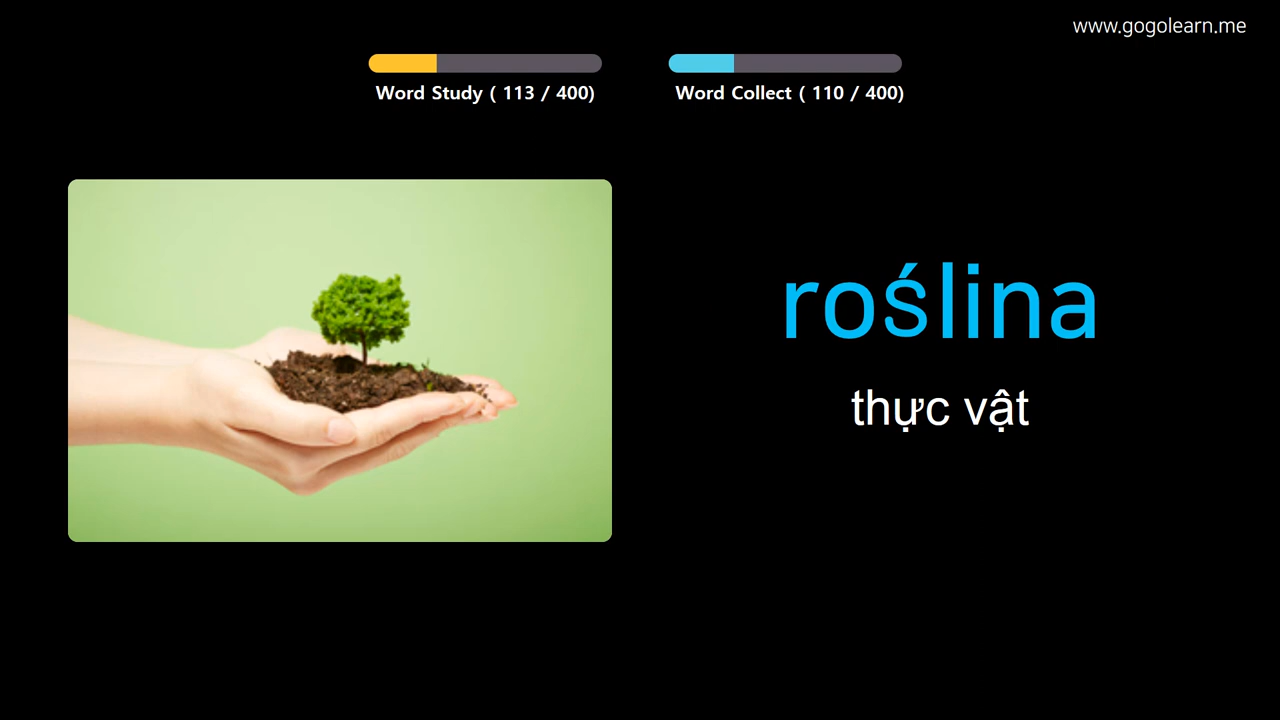 www.gogolearn.me
Word Study ( 113 / 400)
Word Collect ( 110 / 400)
roślina
thực vật